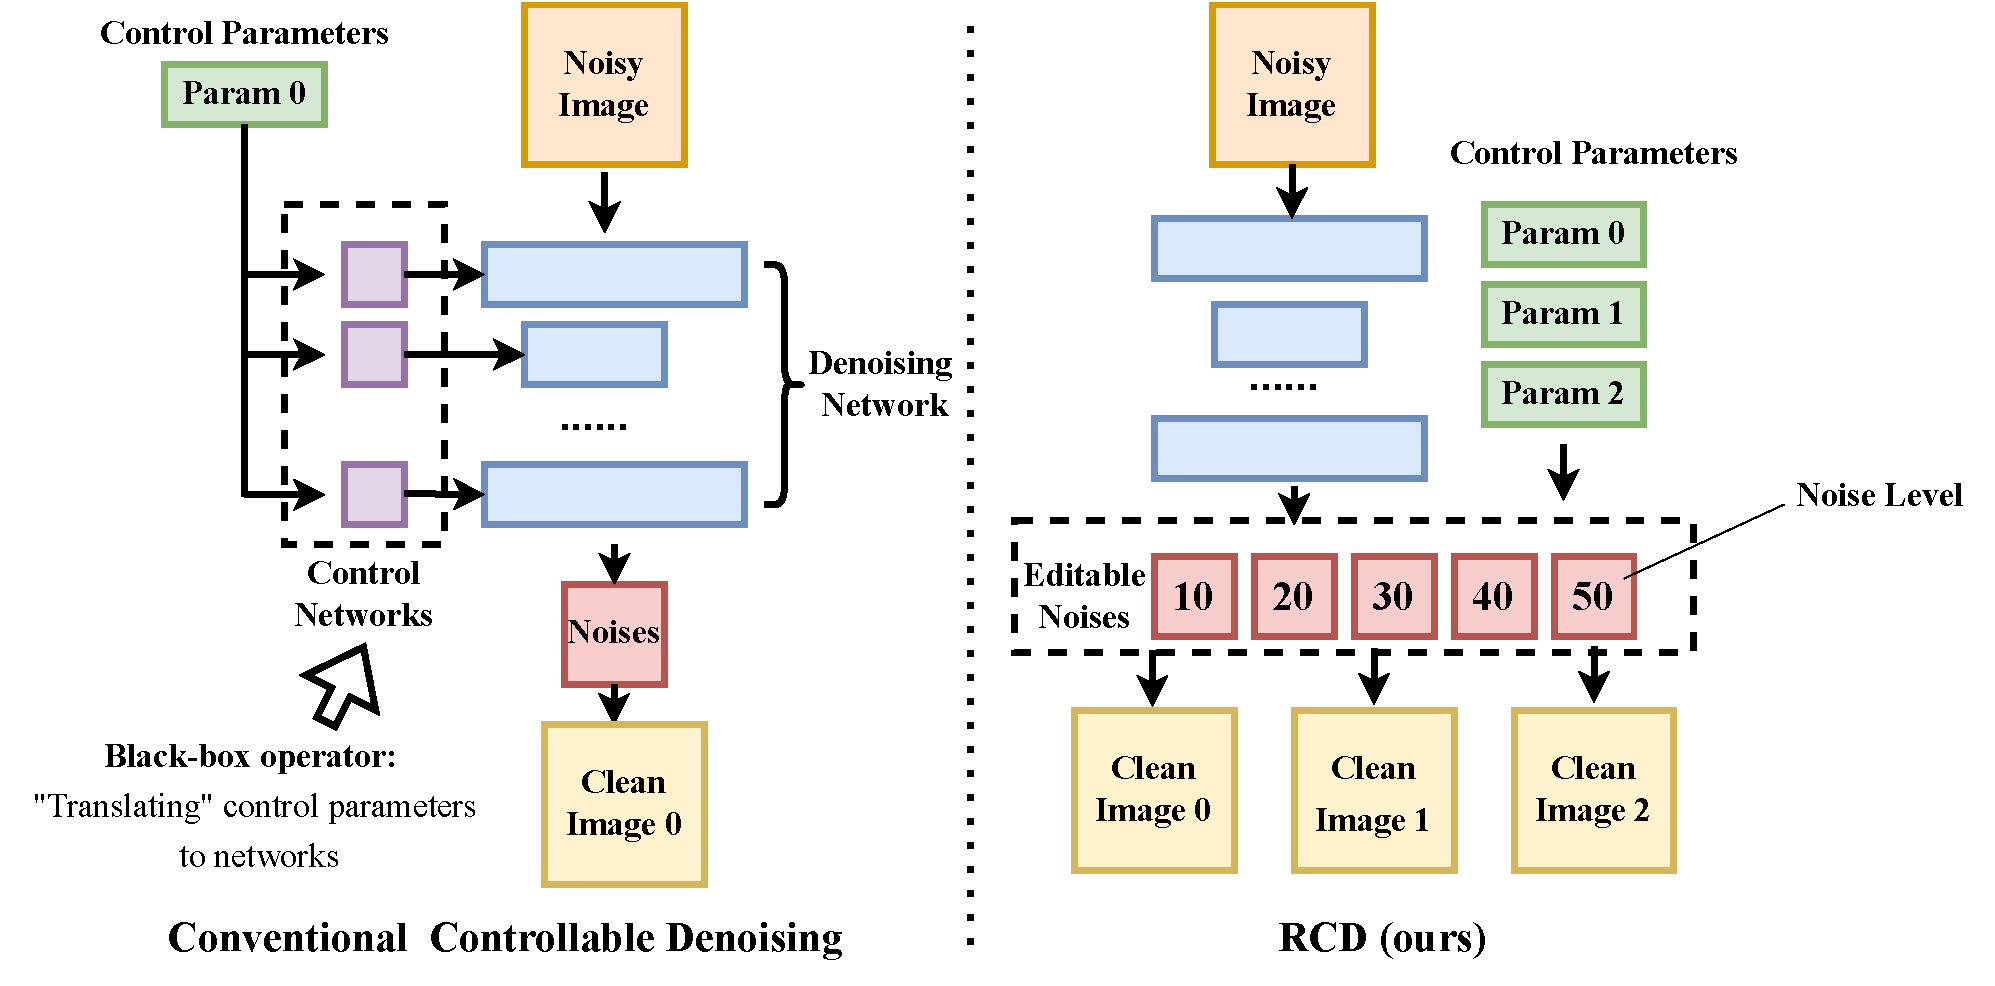 Control Parameters
Param 0
Noisy
Image
Denoising
Network
......
Control
Networks
Noises
Black-box operator:
"Translating" control parameters
to networks
Clean
Image 0
Conventional Controllable Denoising
Noisy
Image
Control Parameters
Param 0
Param 1
Param 2
......
Noise Level
Editable
Noises
10
20
30
40
50
Clean
Image 0
Clean
Image 1
Clean
Image 2
RCD (ours)